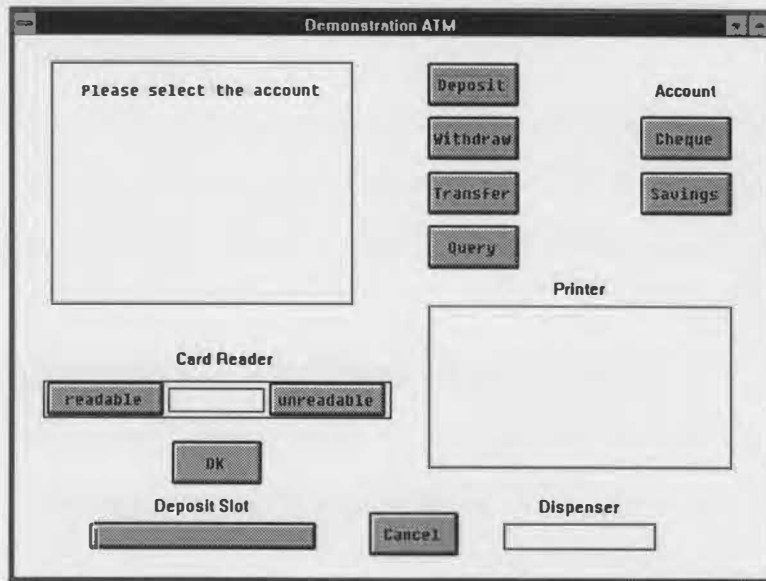 Demonstration ATM
Please select the account
Deposit
Account
Withdraw
Cheque
Transfer
Savings
Query
Printer
Card Reader
readable
unreadable
OK
Deposit Slot
Dispenser
Cancel